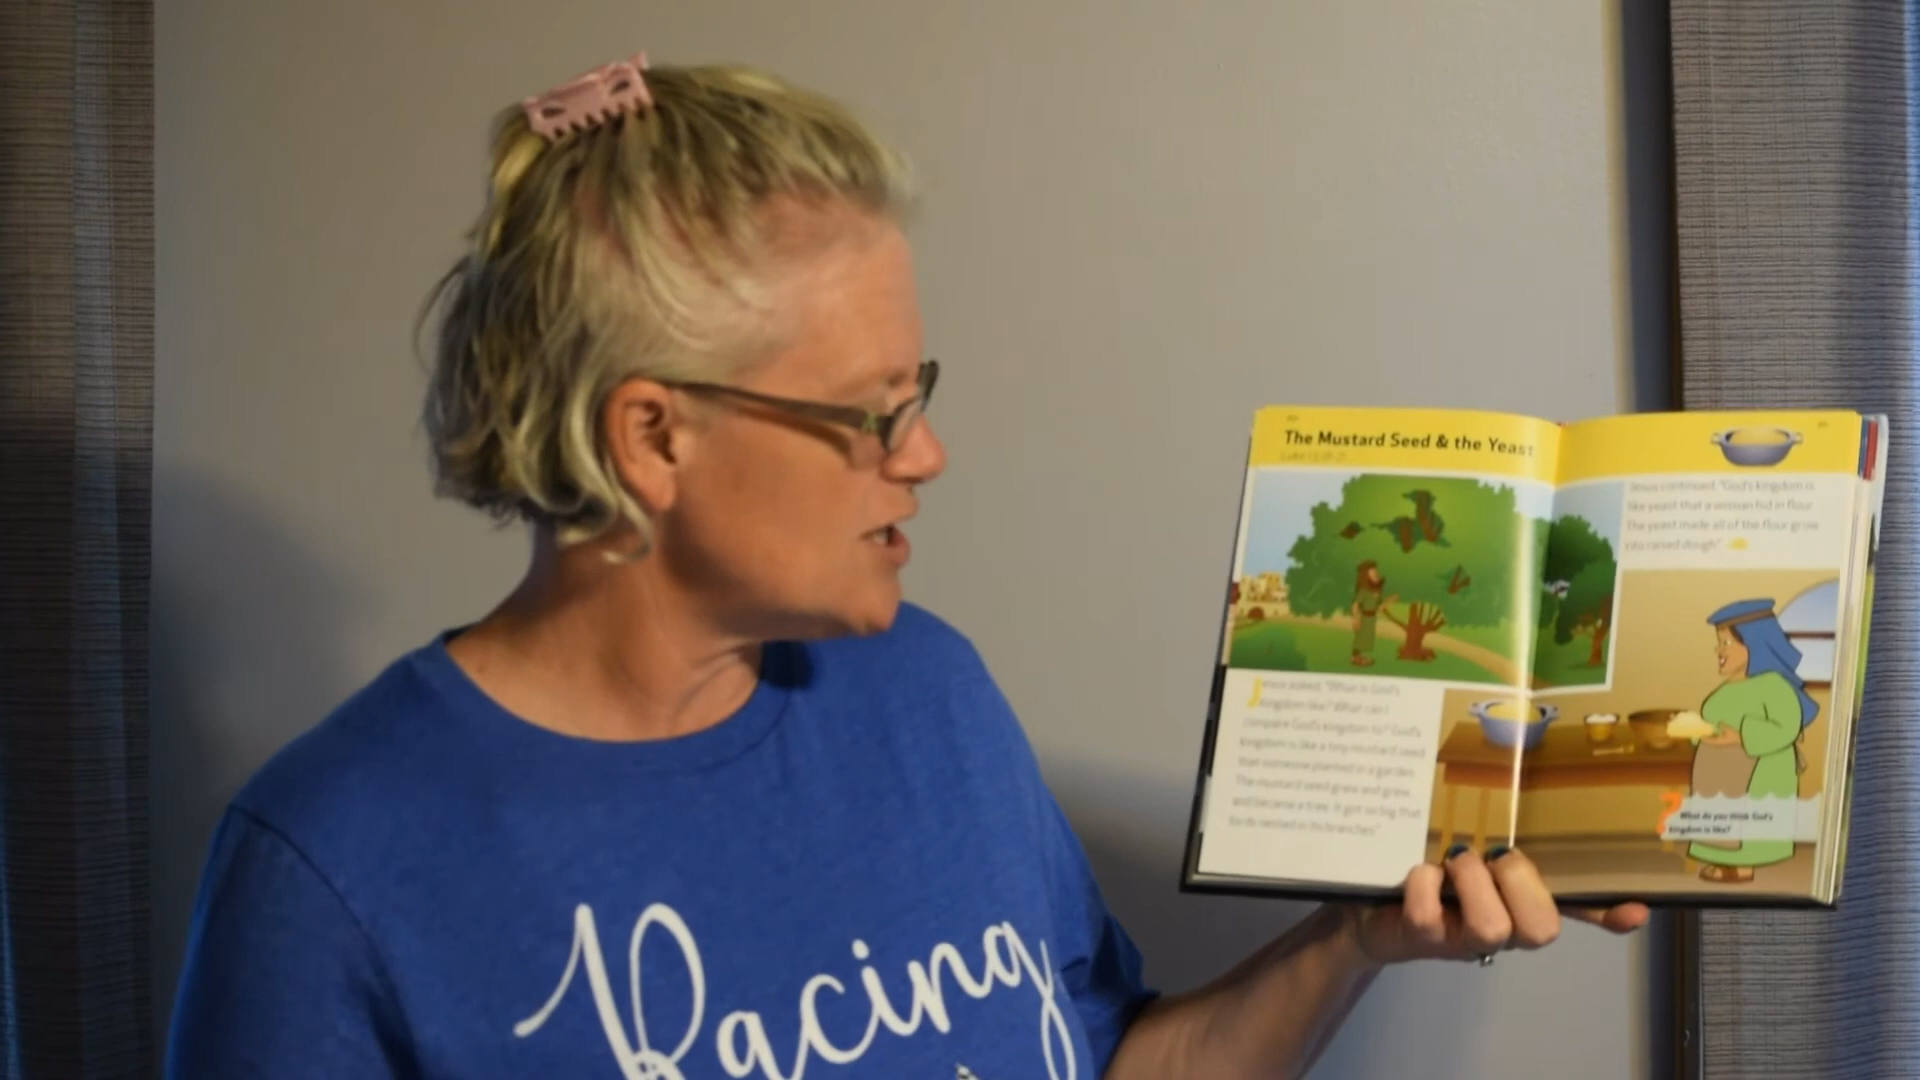 The Mustard Seed & the Yeast
Luke 13:18-21
Jesus asked, "What is God's
kingdom like? What can I
compare God's kingdom to? God's
kingdom is like a tiny mustard seed
that someone planted in a garden.
The mustard seed grew and grew
and became a tree. It got so big that
birds nested in its branches."
Jesus continued, "God's kingdom is
like yeast that a woman hid in flour.
The yeast made all of the flour grow
into raised dough."
? What do you think God's
kingdom is like?
Racing